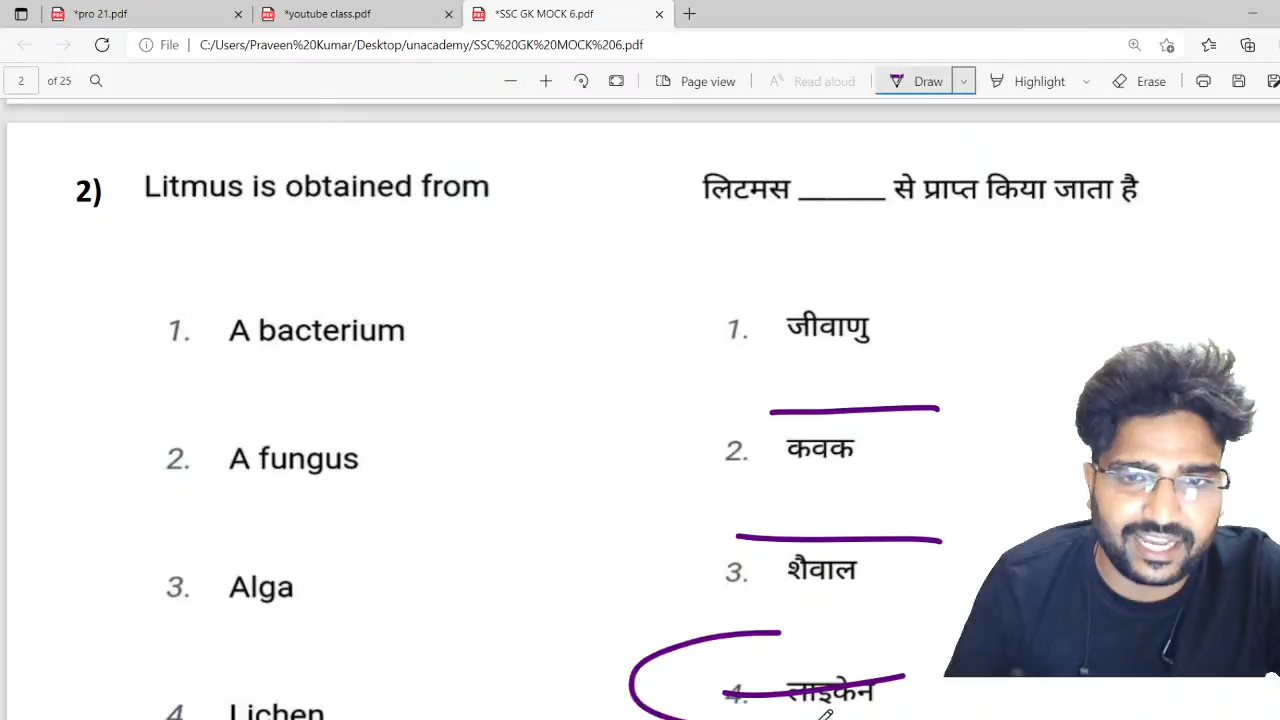 *pro 21.pdf
*youtube class.pdf
*SSC GK MOCK 6.pdf
File
C:/Users/Praveen%20Kumar/Desktop/unacademy/SSC%20GK%20MOCK%206.pdf
2 of 25
Page view
Read aloud
Draw
Highlight
Erase
2) Litmus is obtained from
1. A bacterium
2. A fungus
3. Alga
4. Lichen
लिटमस ______ से प्राप्त किया जाता है
1. जीवाणु
2. कवक
3. शैवाल
4. लाइकेन